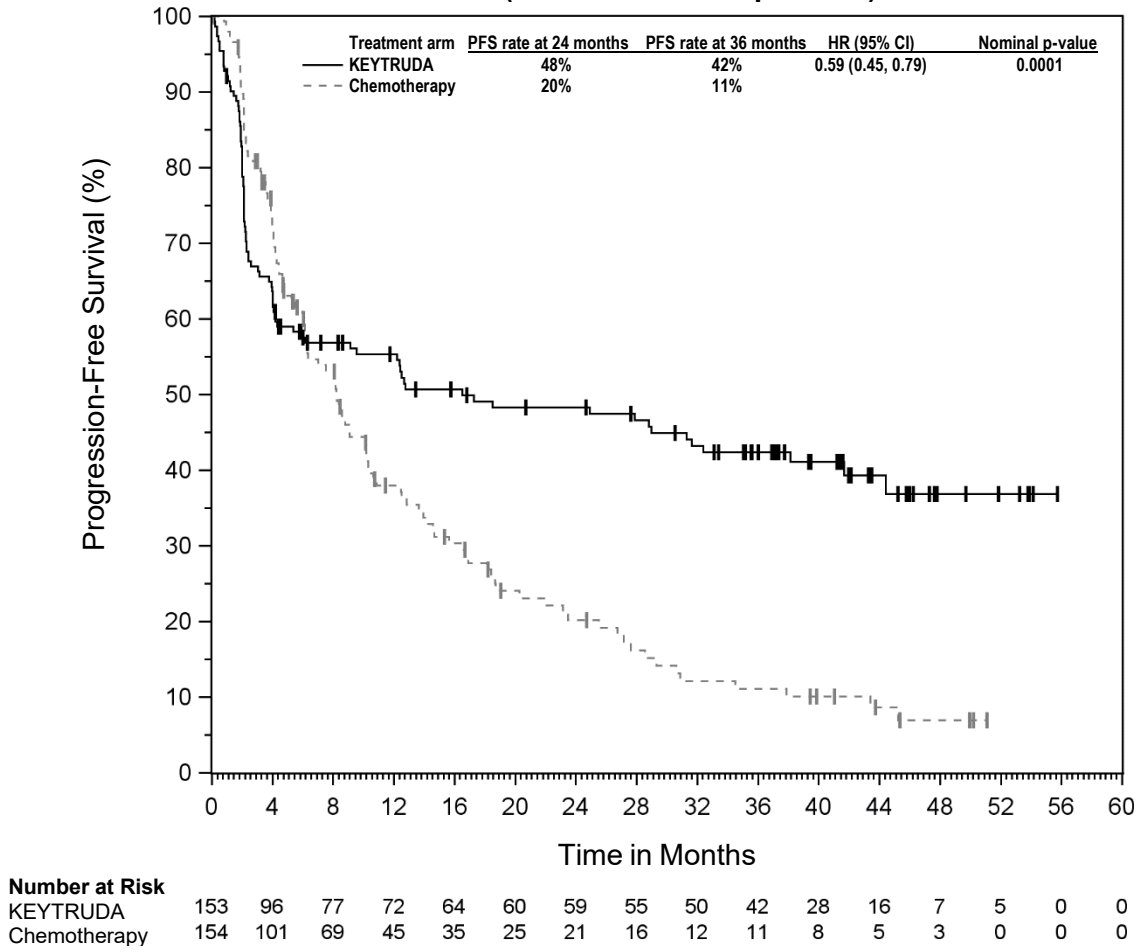 100
Treatment arm PFS rate at 24 months PFS rate at 36 months HR (95% CI) Nominal p-value
KEYTRUDA 48% 42% 0.59 (0.45, 0.79) 0.0001
Chemotherapy 20% 11%
90
80
70
60
50
40
30
20
10
0
Progression-Free Survival (%)
0 4 8 12 16 20 24 28 32 36 40 44 48 52 56 60
Time in Months
Number at Risk
KEYTRUDA 153 96 77 72 64 60 59 55 50 42 28 16 7 5 0 0
Chemotherapy 154 101 69 45 35 25 21 16 12 11 8 5 3 0 0 0